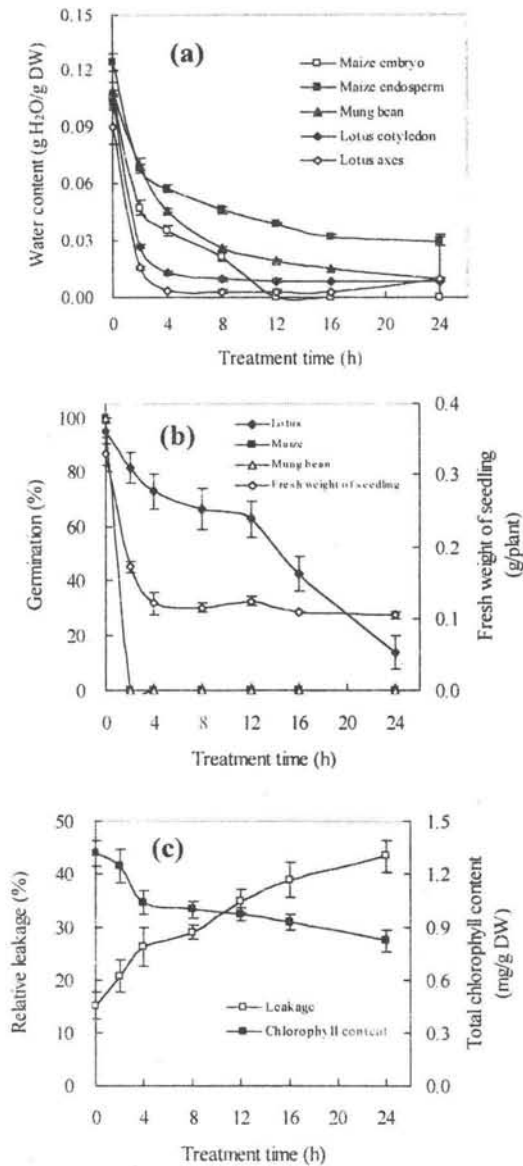 (a)
Water content (g H₂O/g DW)
0.15
0.12
0.09
0.06
0.03
0.00
Maize embryo
Maize endosperm
Mung bean
Lotus cotyledon
Lotus axes
0 4 8 12 16 20 24
Treatment time (h)
(b)
Germination (%)
100
80
60
40
20
0
Lotus
Maize
Mung bean
Fresh weight of seedling
0.4
0.3
0.2
0.1
0.0
Fresh weight of seedling
(g/plant)
0 4 8 12 16 20 24
Treatment time (h)
(c)
Relative leakage (%)
50
40
30
20
10
0
Leakage
Chlorophyll content
1.5
1.2
0.9
0.6
0.3
0.0
Total chlorophyll content
(mg/g DW)
0 4 8 12 16 20 24
Treatment time (h)